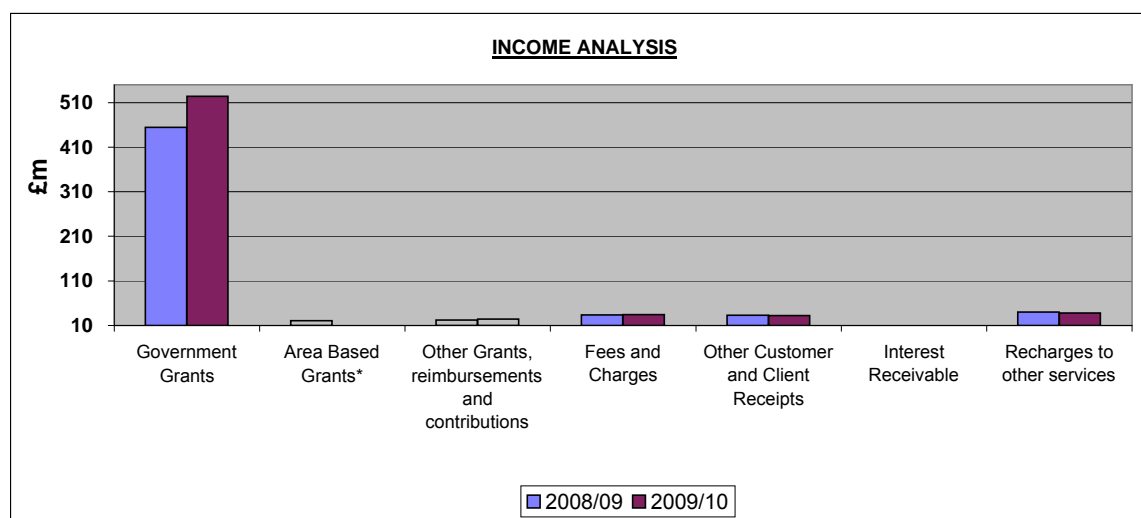 INCOME ANALYSIS
£m
510
410
310
210
110
10
Government
Grants
Area Based
Grants*
Other Grants,
reimbursements
and
contributions
Fees and
Charges
Other Customer
and Client
Receipts
Interest
Receivable
Recharges to
other services
2008/09 2009/10